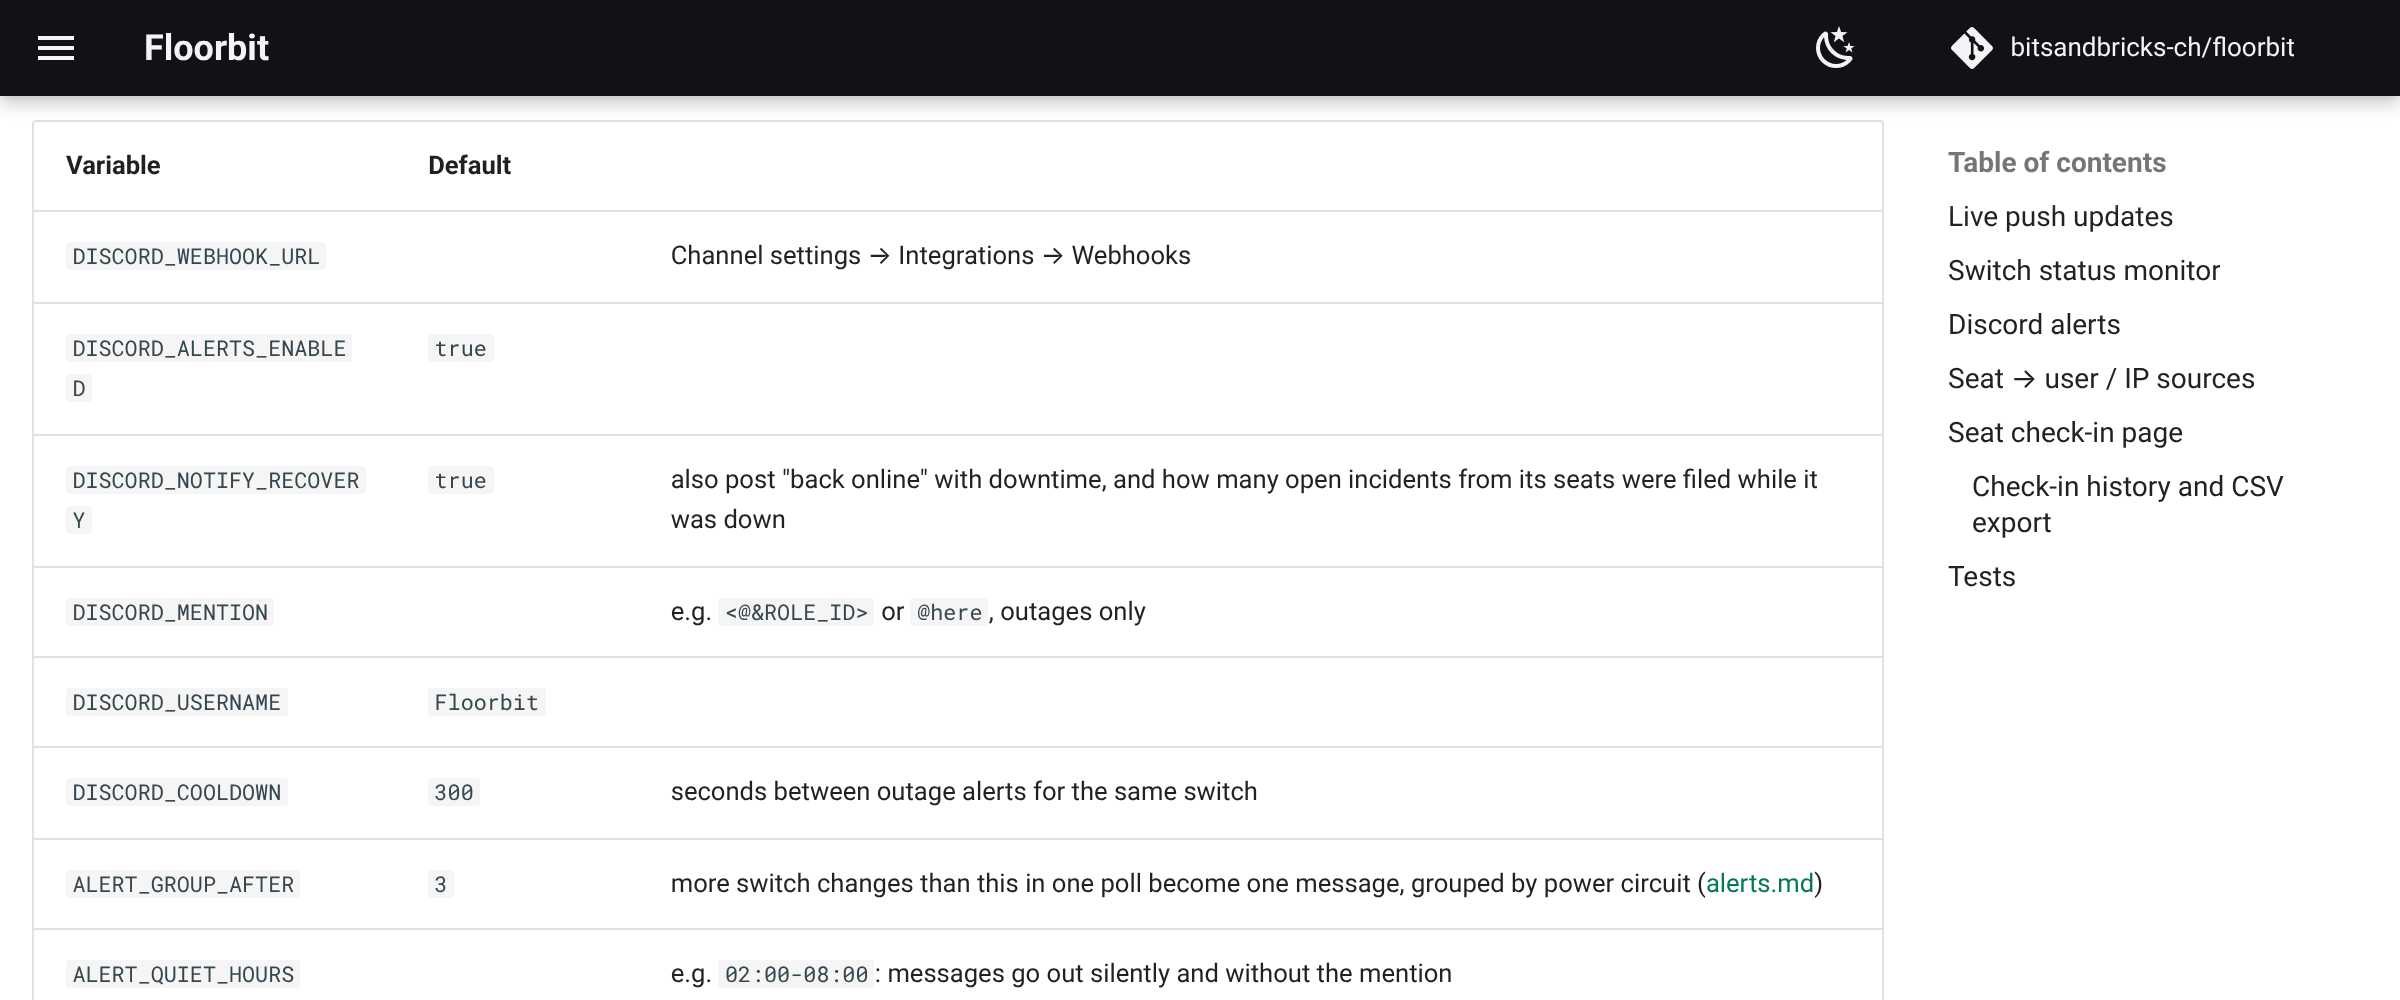 Floorbit
bitsandbricks-ch/floorbit
Variable Default
DISCORD_WEBHOOK_URL Channel settings → Integrations → Webhooks
DISCORD_ALERTS_ENABLE true
D
DISCORD_NOTIFY_RECOVER true also post "back online" with downtime, and how many open incidents from its seats were filed while it
Y was down
DISCORD_MENTION e.g. <@&ROLE_ID> or @here, outages only
DISCORD_USERNAME Floorbit
DISCORD_COOLDOWN 300 seconds between outage alerts for the same switch
ALERT_GROUP_AFTER 3 more switch changes than this in one poll become one message, grouped by power circuit (alerts.md)
ALERT_QUIET_HOURS e.g. 02:00-08:00: messages go out silently and without the mention
Table of contents
Live push updates
Switch status monitor
Discord alerts
Seat → user / IP sources
Seat check-in page
Check-in history and CSV
export
Tests